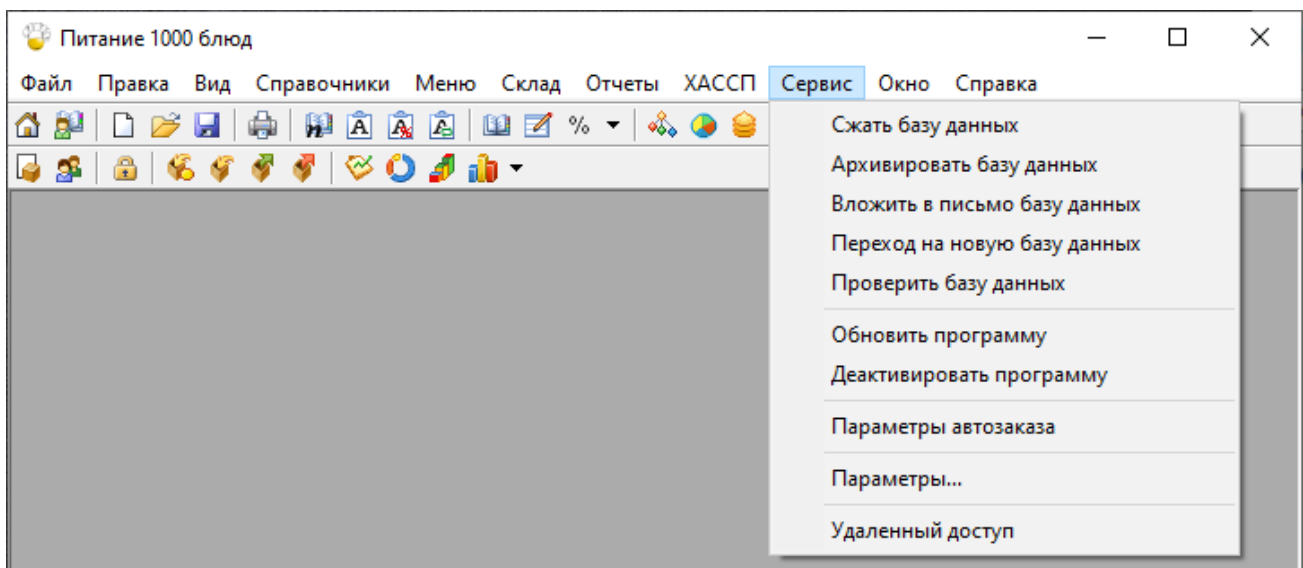 Питание 1000 блюд
Файл Правка Вид Справочники Меню Склад Отчеты ХАССП Сервис Окно Справка
Сжать базу данных
Архивировать базу данных
Вложить в письмо базу данных
Переход на новую базу данных
Проверить базу данных
Обновить программу
Деактивировать программу
Параметры автозаказа
Параметры...
Удаленный доступ